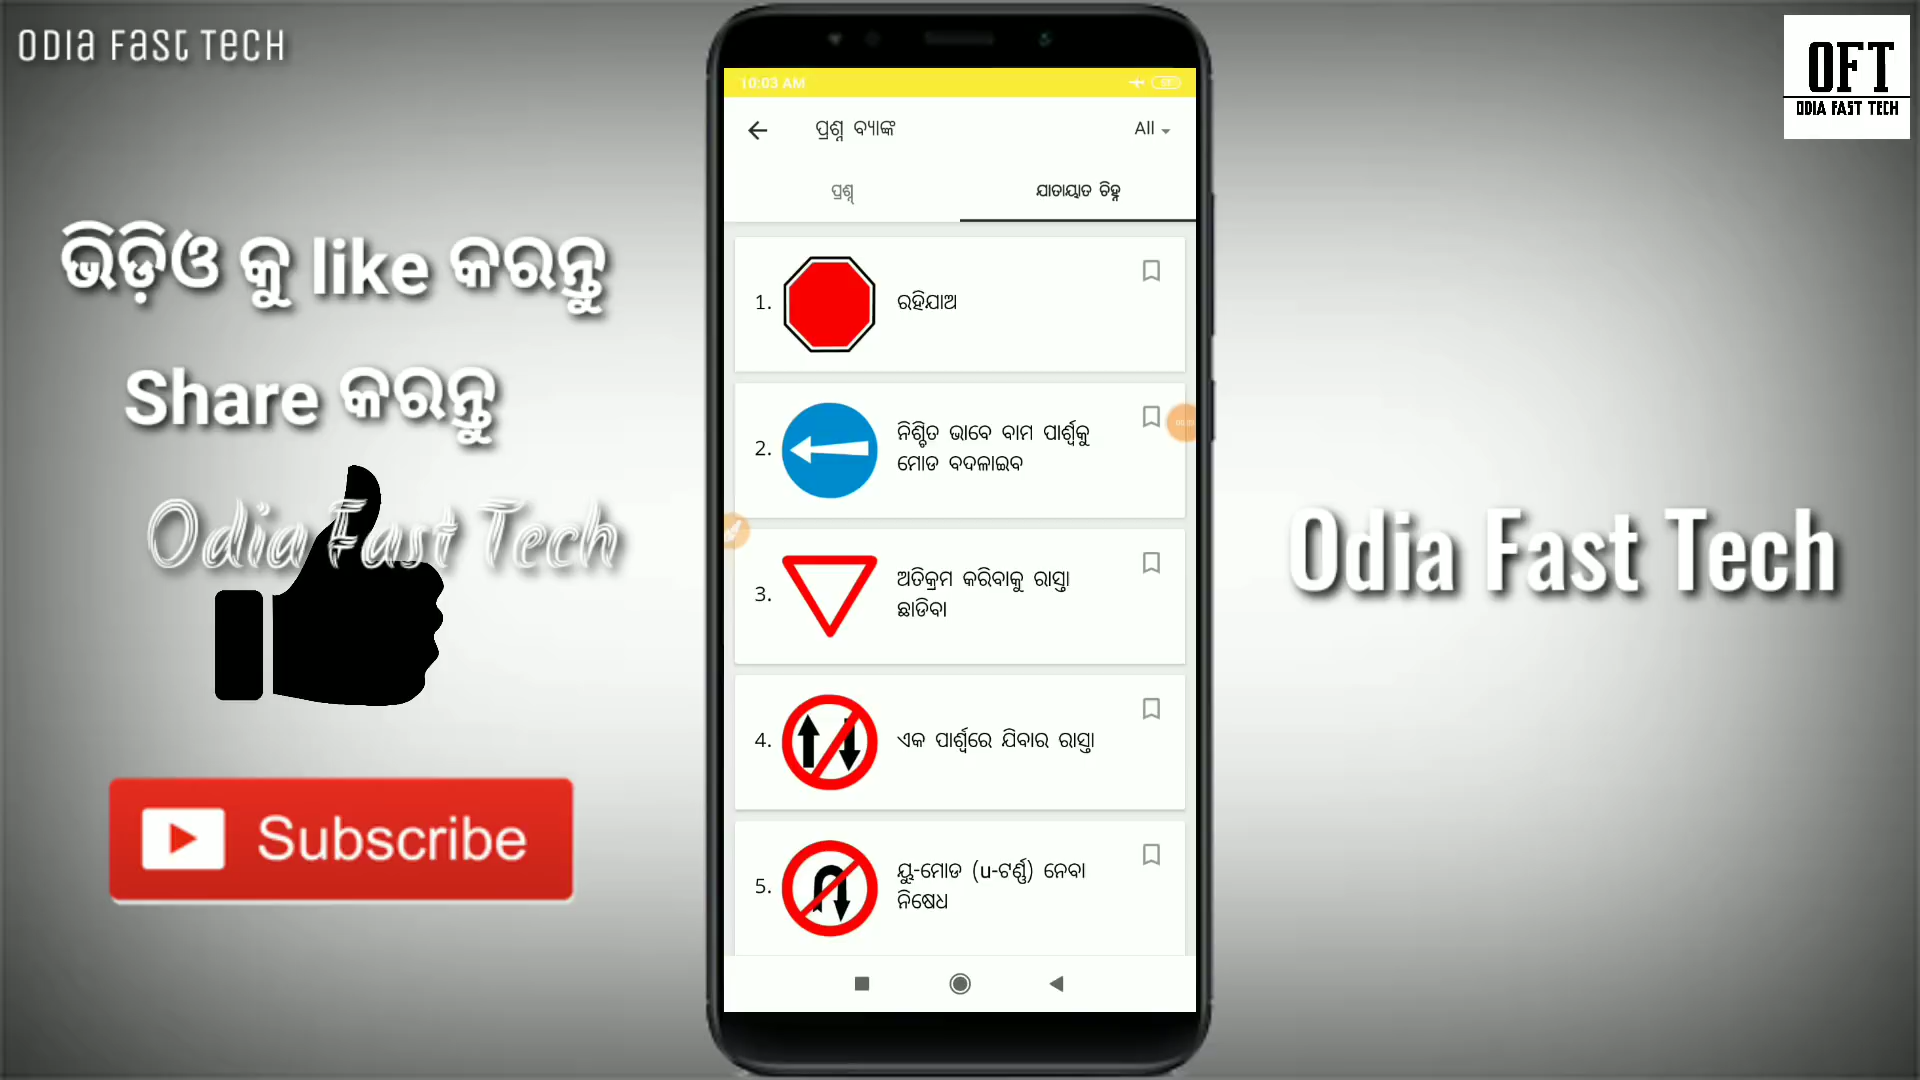 ODIA FAST TECH
OFT
ODIA FAST TECH
ଭିଡ଼ିଓ କୁ like କରନ୍ତୁ
Share କରନ୍ତୁ
Odia Fast Tech
Subscribe
10:03 AM
ପ୍ରଶ୍ନ ବ୍ୟାଙ୍କ
All
ପ୍ରଶ୍ନ
ଯାତାୟାତ ଚିହ୍ନ
1. ରହିଯାଅ
2. ନିଶ୍ଚିତ ଭାବେ ବାମ ପାର୍ଶ୍ୱକୁ
ମୋଡ ବଦଳାଇବ
3. ଅତିକ୍ରମ କରିବାକୁ ରାସ୍ତା
ଛାଡିବା
4. ଏକ ପାର୍ଶ୍ୱରେ ଯିବାର ରାସ୍ତା
5. ୟୁ-ମୋଡ (u-ଟର୍ଣ୍ଣ) ନେବା
ନିଷେଧ
Odia Fast Tech